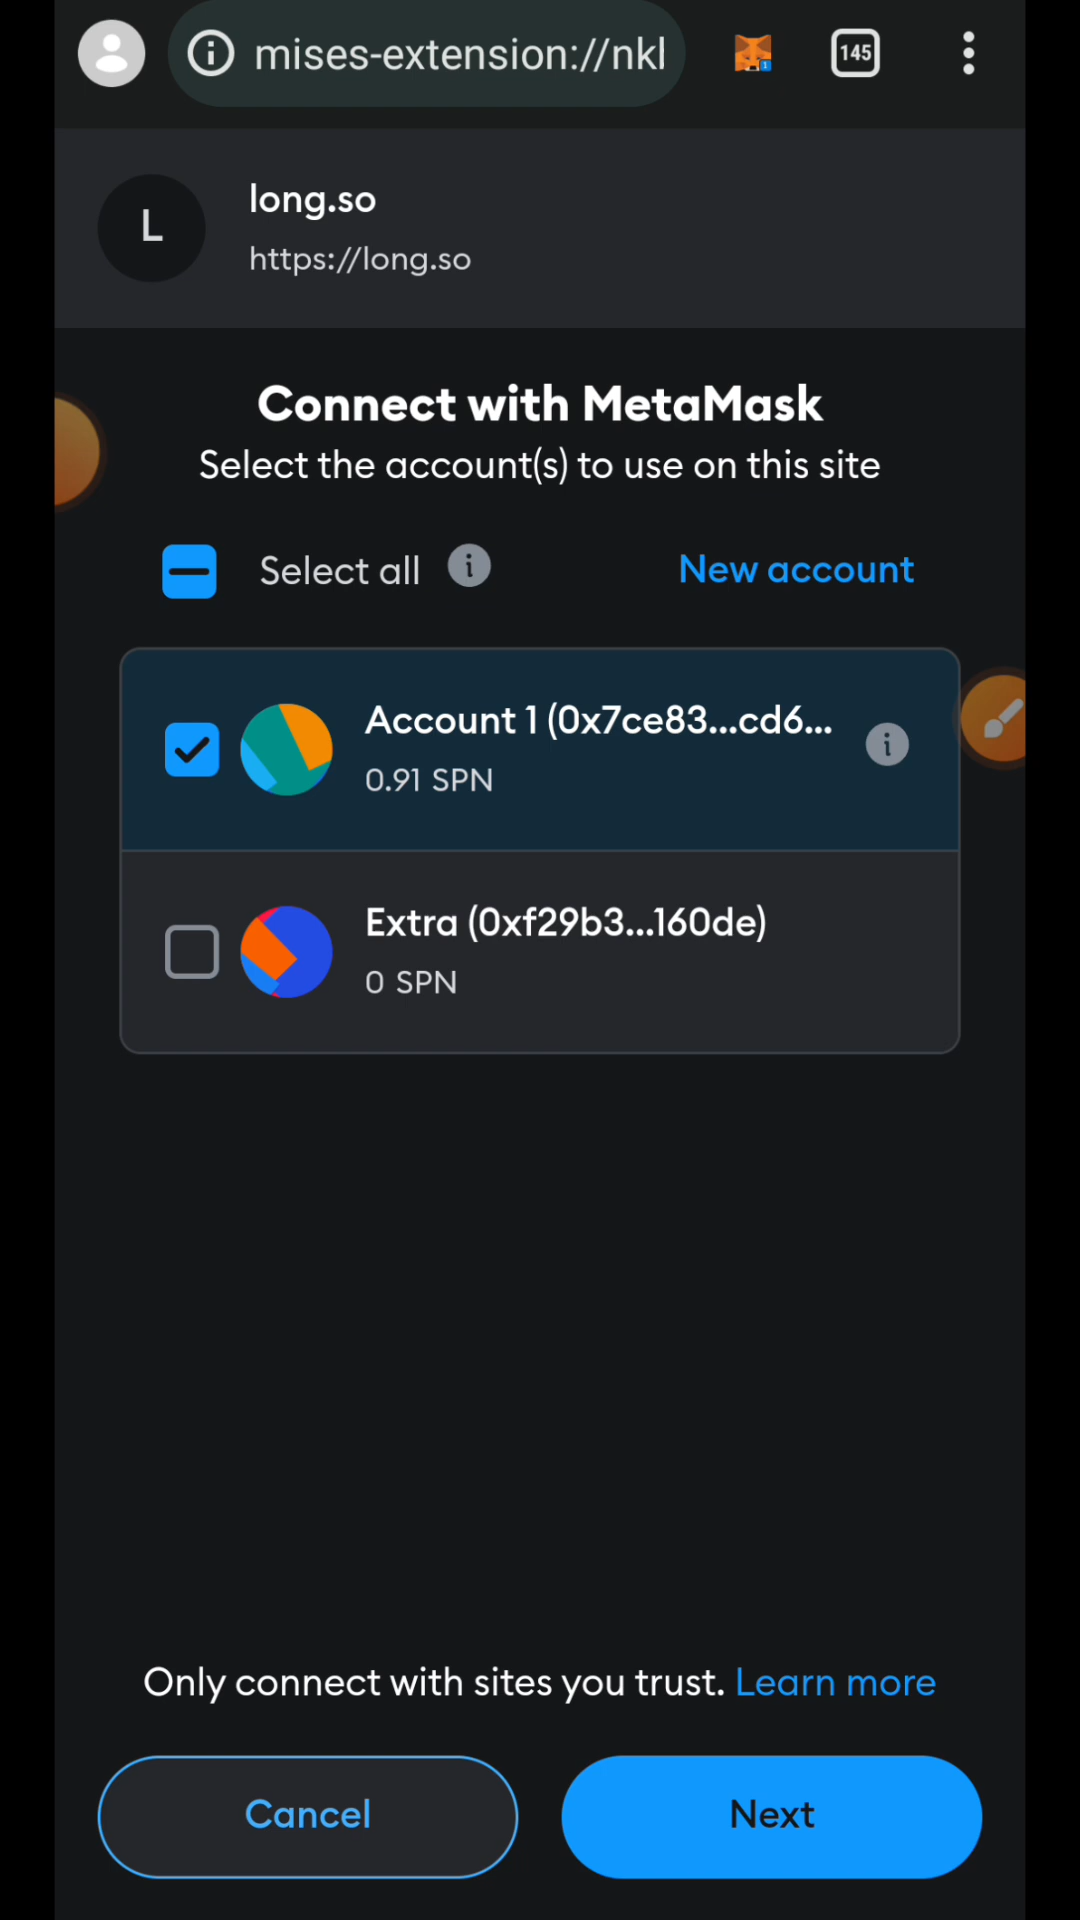 mises-extension://nkl
145
L
long.so
https://long.so
Connect with MetaMask
Select the account(s) to use on this site
Select all
New account
Account 1 (0x7ce83...cd6...
0.91 SPN
Extra (0xf29b3...160de)
0 SPN
Only connect with sites you trust. Learn more
Cancel
Next